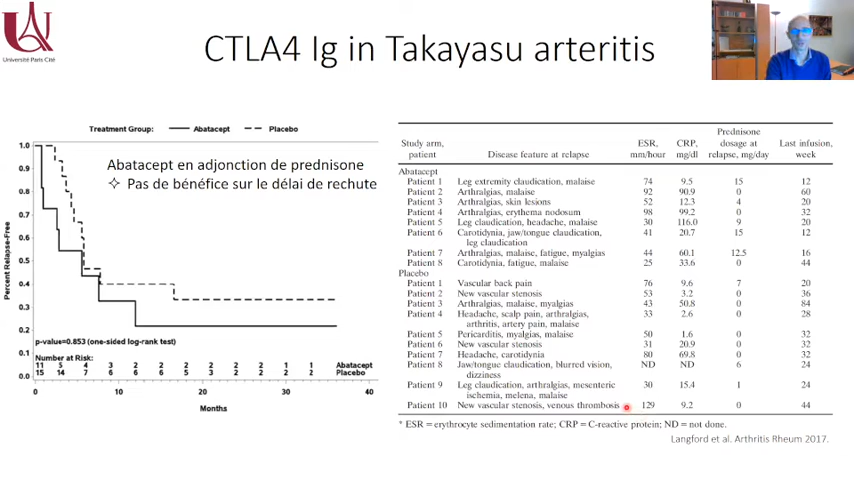 Université Paris Cité
CTLA4 Ig in Takayasu arteritis
Treatment Group: Abatacept Placebo
Abatacept en adjonction de prednisone
Pas de bénéfice sur le délai de rechute
Percent Relapse-Free
1.0
0.9
0.8
0.7
0.6
0.5
0.4
0.3
0.2
0.1
0.0
p-value=0.853 (one-sided log-rank test)
Number at Risk:
11 5 4 3 2 2 2 2 2 2 1 1 Abatacept
15 14 7 6 6 6 5 3 2 2 2 2 Placebo
0 10 20 30 40
Months
Study arm, patient Disease feature at relapse ESR, mm/hour CRP, mg/dl Prednisone dosage at relapse, mg/day Last infusion, week
Abatacept
Patient 1 Leg extremity claudication, malaise 74 9.5 15 12
Patient 2 Arthralgias, malaise 92 90.9 0 60
Patient 3 Arthralgias, skin lesions 52 12.3 4 20
Patient 4 Arthralgias, erythema nodosum 98 99.2 0 32
Patient 5 Leg claudication, headache, malaise 50 116.0 9 20
Patient 6 Carotidynia, jaw/tongue claudication, 41 20.7 15 12
leg claudication
Patient 7 Arthralgias, malaise, fatigue, myalgias 44 60.1 12.5 16
Patient 8 Carotidynia, fatigue, malaise 25 33.6 0 44
Placebo
Patient 1 Vascular back pain 76 9.6 7 20
Patient 2 New vascular stenosis 53 3.2 0 36
Patient 3 Arthralgias, malaise, myalgias 43 50.8 0 84
Patient 4 Headache, scalp pain, arthralgias, 33 2.6 0 28
arthritis, artery pain, malaise
Patient 5 Pericarditis, myalgias, malaise 50 1.6 0 32
Patient 6 New vascular stenosis 31 20.9 0 32
Patient 7 Headache, carotidynia 80 69.8 0 32
Patient 8 Jaw/tongue claudication, blurred vision, ND ND 6 24
dizziness
Patient 9 Leg claudication, arthralgias, mesenteric 30 15.4 1 24
ischemia, melena, malaise
Patient 10 New vascular stenosis, venous thrombosis 129 9.2 0 44
* ESR = erythrocyte sedimentation rate; CRP = C-reactive protein; ND = not done.
Langford et al. Arthritis Rheum 2017.